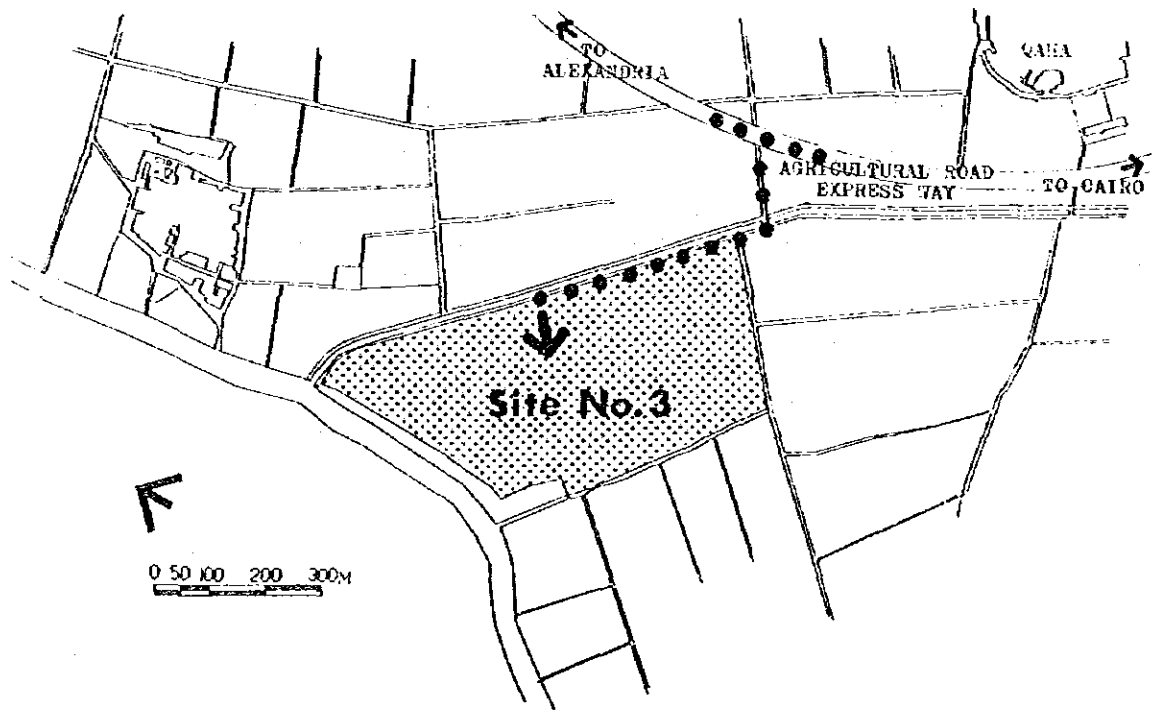 TO
ALEXANDRIA
QAHA
AGRICULTURAL ROAD
EXPRESS WAY
TO CAIRO
Site No.3
0 50 100 200 300M